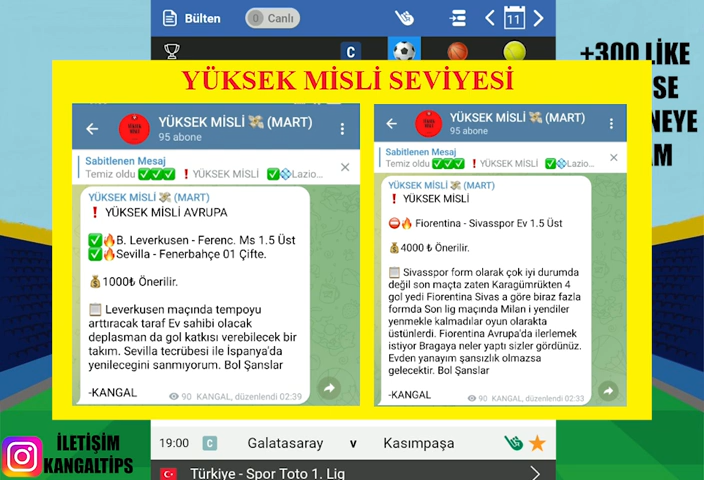 Bülten
0 Canlı
11
C
+300 LİKE
SE
NEYE
AM
YÜKSEK MİSLİ SEVİYESİ
YÜKSEK MİSLİ 💸 (MART)
95 abone
Sabitlenen Mesaj
Temiz oldu ✅✅✅ ❗YÜKSEK MİSLİ ✅💠Lazio...
YÜKSEK MİSLİ 💸 (MART)
❗ YÜKSEK MİSLİ AVRUPA
✅🔥B. Leverkusen - Ferenc. Ms 1.5 Üst
✅🔥Sevilla - Fenerbahçe 01 Çifte.
💰1000₺ Önerilir.
📋 Leverkusen maçında tempoyu
arttıracak taraf Ev sahibi olacak
deplasman da gol katkısı verebilecek bir
takım. Sevilla tecrübesi ile İspanya'da
yenilecegini sanmıyorum. Bol Şanslar
-KANGAL
90 KANGAL, düzenlendi 02:39
YÜKSEK MİSLİ 💸 (MART)
95 abone
Sabitlenen Mesaj
Temiz oldu ✅✅✅ ❗YÜKSEK MİSLİ ✅💠Lazio...
YÜKSEK MİSLİ 💸 (MART)
❗ YÜKSEK MİSLİ
⛔🔥 Fiorentina - Sivasspor Ev 1.5 Üst
💰4000₺ Önerilir.
📋 Sivasspor form olarak çok iyi durumda
değil son maçta zaten Karagümrükten 4
gol yedi Fiorentina Sivas a göre biraz fazla
formda Son lig maçında Milan i yendiler
yenmekle kalmadılar oyun olarakta
üstünlerdi. Fiorentina Avrupa'da ilerlemek
istiyor Bragaya neler yaptı sizler gördünüz.
Evden yanayım şansızlık olmazsa
gelecektir. Bol Şanslar
-KANGAL
90 KANGAL, düzenlendi 02:33
19:00 C Galatasaray v Kasımpaşa
Türkiye - Spor Toto 1. Lig
İLETİŞİM
KANGALTİPS